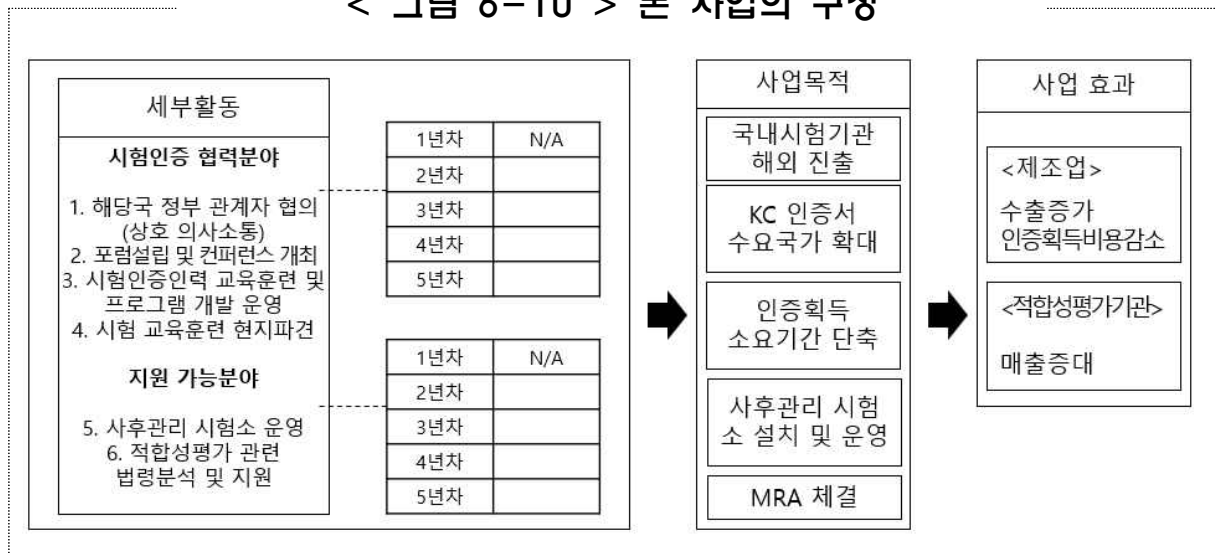 < 그림 6-10 > 본 사업의 구성
세부활동
시험인증 협력분야
1. 해당국 정부 관계자 협의
(상호 의사소통)
2. 포럼설립 및 컨퍼런스 개최
3. 시험인증인력 교육훈련 및
프로그램 개발 운영
4. 시험 교육훈련 현지파견
지원 가능분야
5. 사후관리 시험소 운영
6. 적합성평가 관련
법령분석 및 지원
1년차 N/A
2년차
3년차
4년차
5년차
1년차 N/A
2년차
3년차
4년차
5년차
사업목적
국내시험기관
해외 진출
KC 인증서
수요국가 확대
인증획득
소요기간 단축
사후관리 시험
소 설치 및 운영
MRA 체결
사업 효과
<제조업>
수출증가
인증획득비용감소
<적합성평가기관>
매출증대